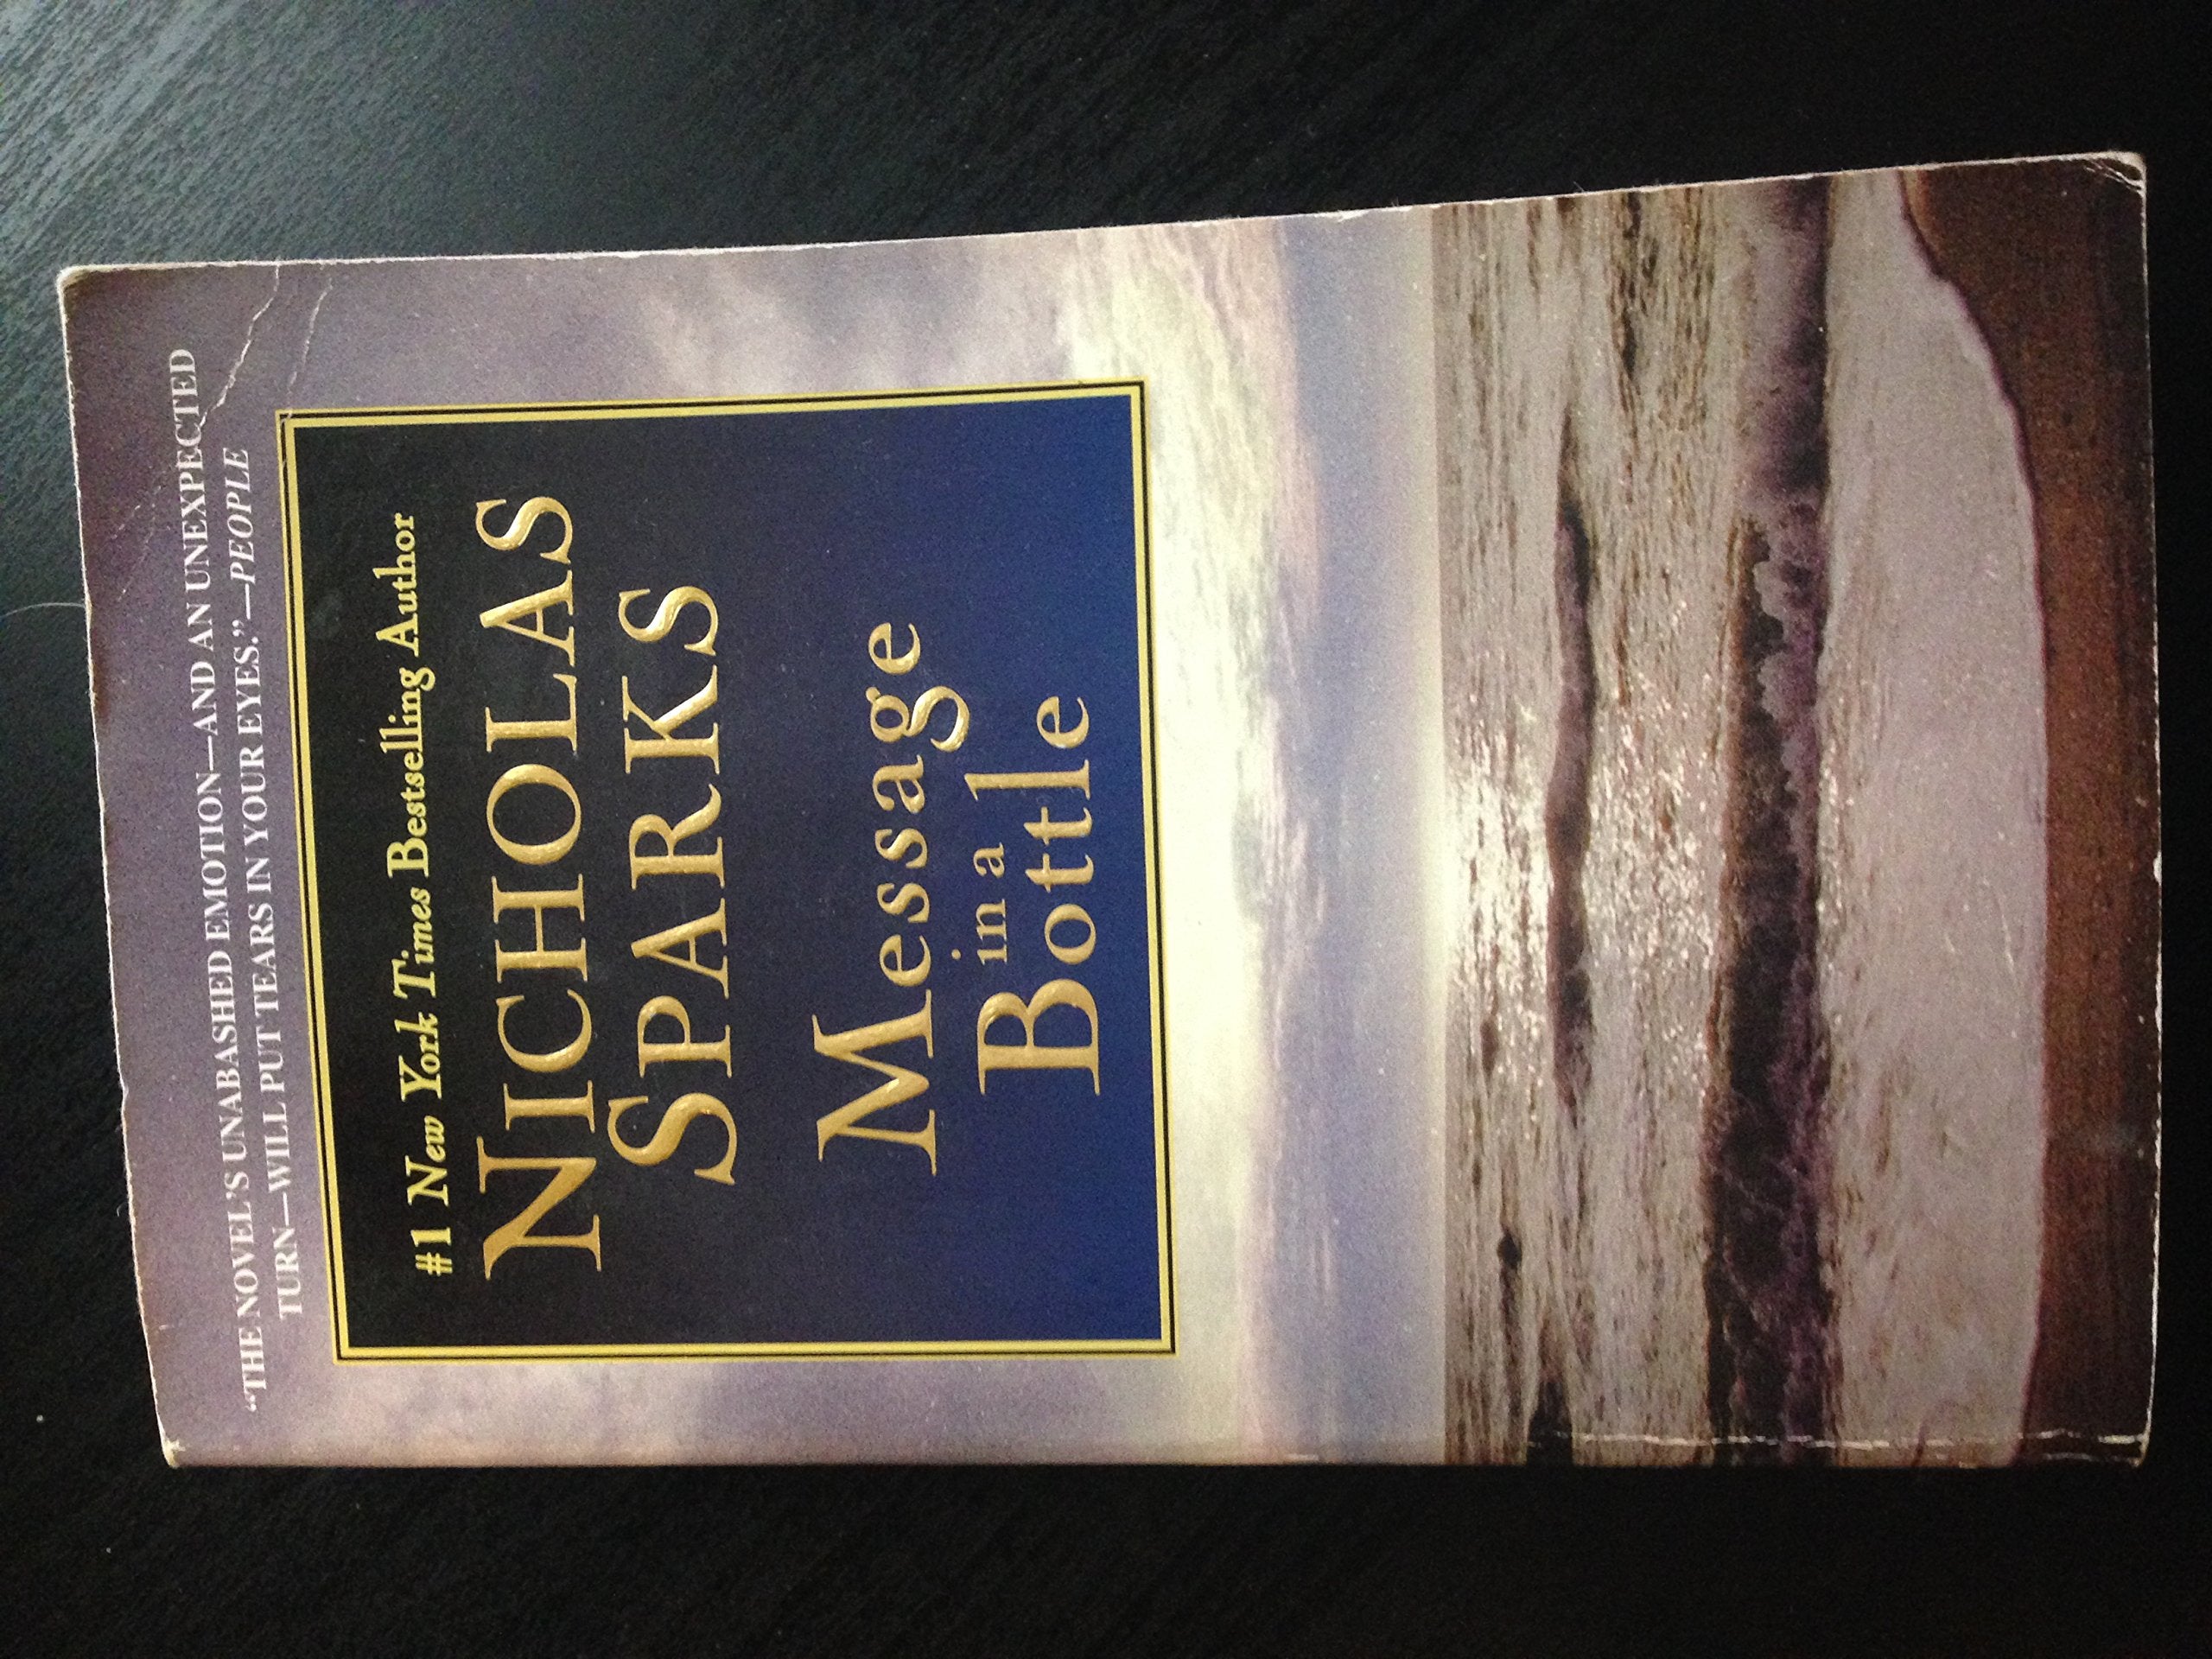 “THE NOVEL’S UNABASHED EMOTION—AND AN UNEXPECTED
TURN—WILL PUT TEARS IN YOUR EYES.”—PEOPLE
#1 New York Times Bestselling Author
NICHOLAS
SPARKS
Message
in a
Bottle